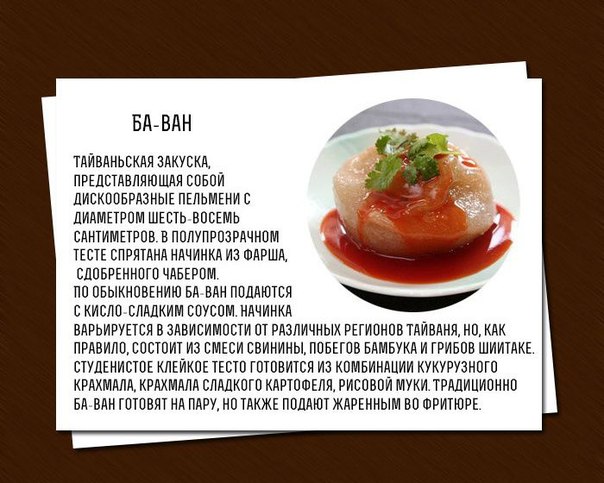 БА-ВАН
ТАЙВАНЬСКАЯ ЗАКУСКА,
ПРЕДСТАВЛЯЮЩАЯ СОБОЙ
ДИСКООБРАЗНЫЕ ПЕЛЬМЕНИ С
ДИАМЕТРОМ ШЕСТЬ-ВОСЕМЬ
САНТИМЕТРОВ. В ПОЛУПРОЗРАЧНОМ
ТЕСТЕ СПРЯТАНА НАЧИНКА ИЗ ФАРША,
СДОБРЕННОГО ЧАБЕРОМ.
ПО ОБЫКНОВЕНИЮ БА-ВАН ПОДАЮТСЯ
С КИСЛО-СЛАДКИМ СОУСОМ. НАЧИНКА
ВАРЬИРУЕТСЯ В ЗАВИСИМОСТИ ОТ РАЗЛИЧНЫХ РЕГИОНОВ ТАЙВАНЯ, НО, КАК
ПРАВИЛО, СОСТОИТ ИЗ СМЕСИ СВИНИНЫ, ПОБЕГОВ БАМБУКА И ГРИБОВ ШИИТАКЕ.
СТУДЕНИСТОЕ КЛЕЙКОЕ ТЕСТО ГОТОВИТСЯ ИЗ КОМБИНАЦИИ КУКУРУЗНОГО
КРАХМАЛА, КРАХМАЛА СЛАДКОГО КАРТОФЕЛЯ, РИСОВОЙ МУКИ. ТРАДИЦИОННО
БА-ВАН ГОТОВЯТ НА ПАРУ, НО ТАКЖЕ ПОДАЮТ ЖАРЕННЫМ ВО ФРИТЮРЕ.